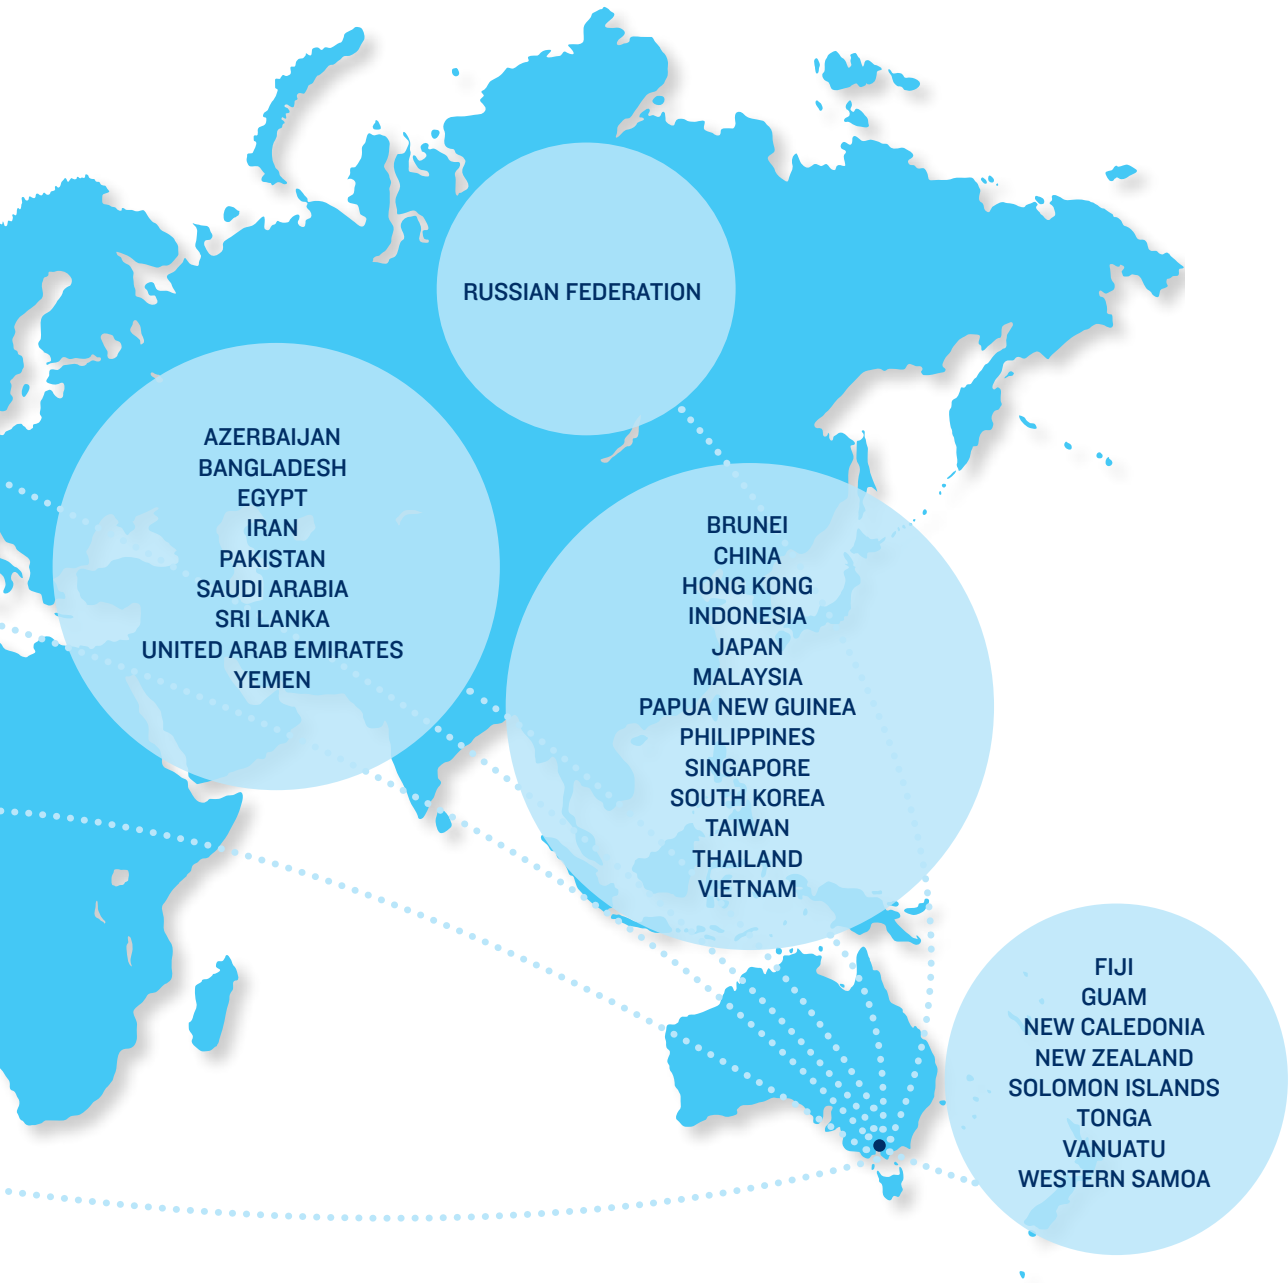 RUSSIAN FEDERATION
AZERBAIJAN
BANGLADESH
EGYPT
IRAN
PAKISTAN
SAUDI ARABIA
SRI LANKA
UNITED ARAB EMIRATES
YEMEN
BRUNEI
CHINA
HONG KONG
INDONESIA
JAPAN
MALAYSIA
PAPUA NEW GUINEA
PHILIPPINES
SINGAPORE
SOUTH KOREA
TAIWAN
THAILAND
VIETNAM
FIJI
GUAM
NEW CALEDONIA
NEW ZEALAND
SOLOMON ISLANDS
TONGA
VANUATU
WESTERN SAMOA